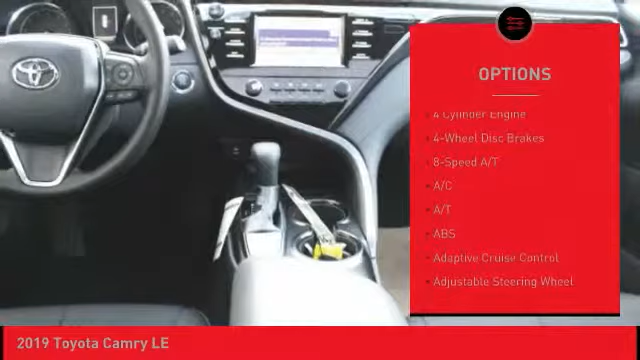 OPTIONS
4 Cylinder Engine
4-Wheel Disc Brakes
8-Speed A/T
A/C
A/T
ABS
Adaptive Cruise Control
Adjustable Steering Wheel
2019 Toyota Camry LE